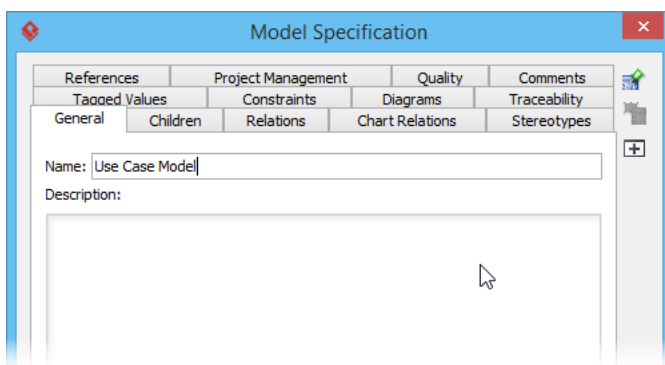 Model Specification
References Project Management Quality Comments
Tagged Values Constraints Diagrams Traceability
General Children Relations Chart Relations Stereotypes
Name: Use Case Model
Description: